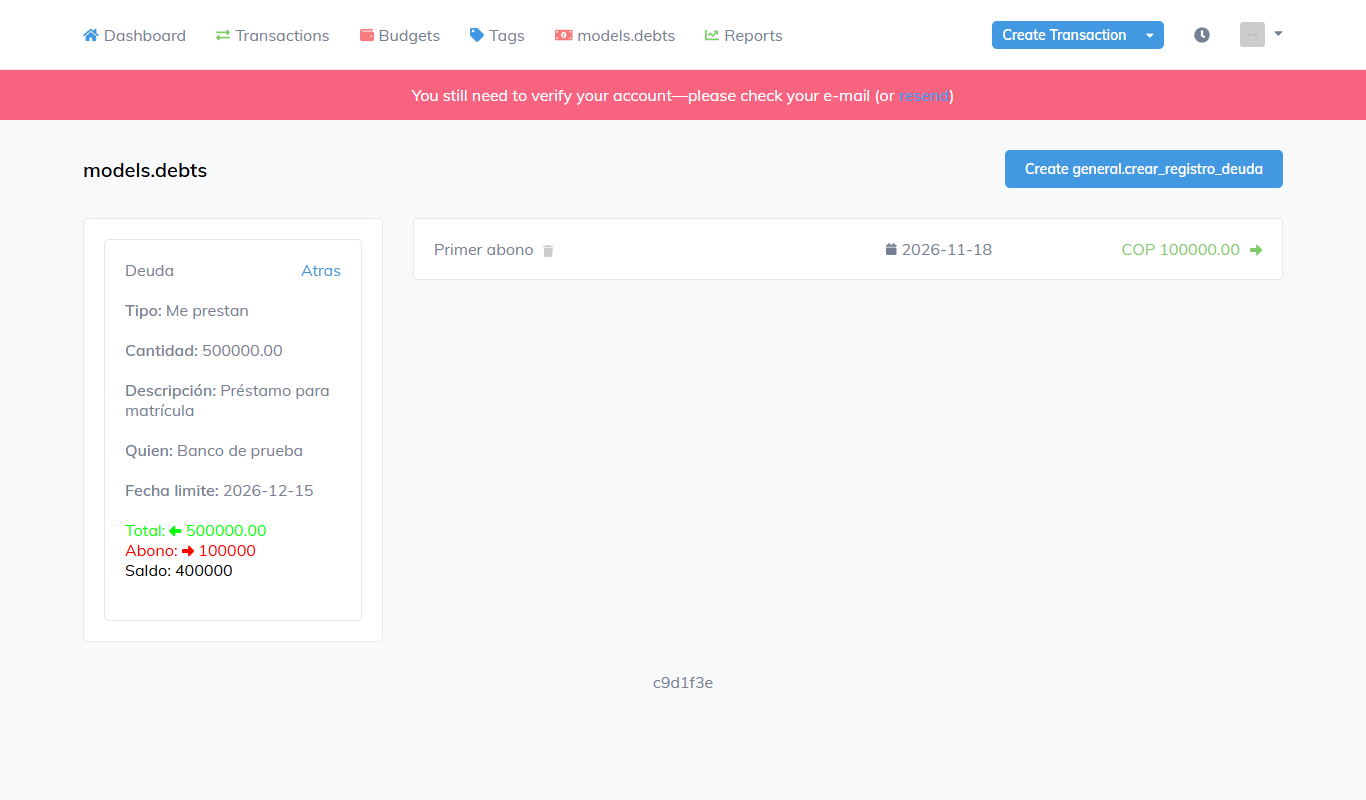 Dashboard Transactions Budgets Tags models.debts Reports Create Transaction
You still need to verify your account—please check your e-mail (or resend)
models.debts
Create general.crear_registro_deuda
Deuda Atras
Tipo: Me prestan
Cantidad: 500000.00
Descripción: Préstamo para
matrícula
Quien: Banco de prueba
Fecha limite: 2026-12-15
Total: 500000.00
Abono: 100000
Saldo: 400000
Primer abono 2026-11-18 COP 100000.00
c9d1f3e